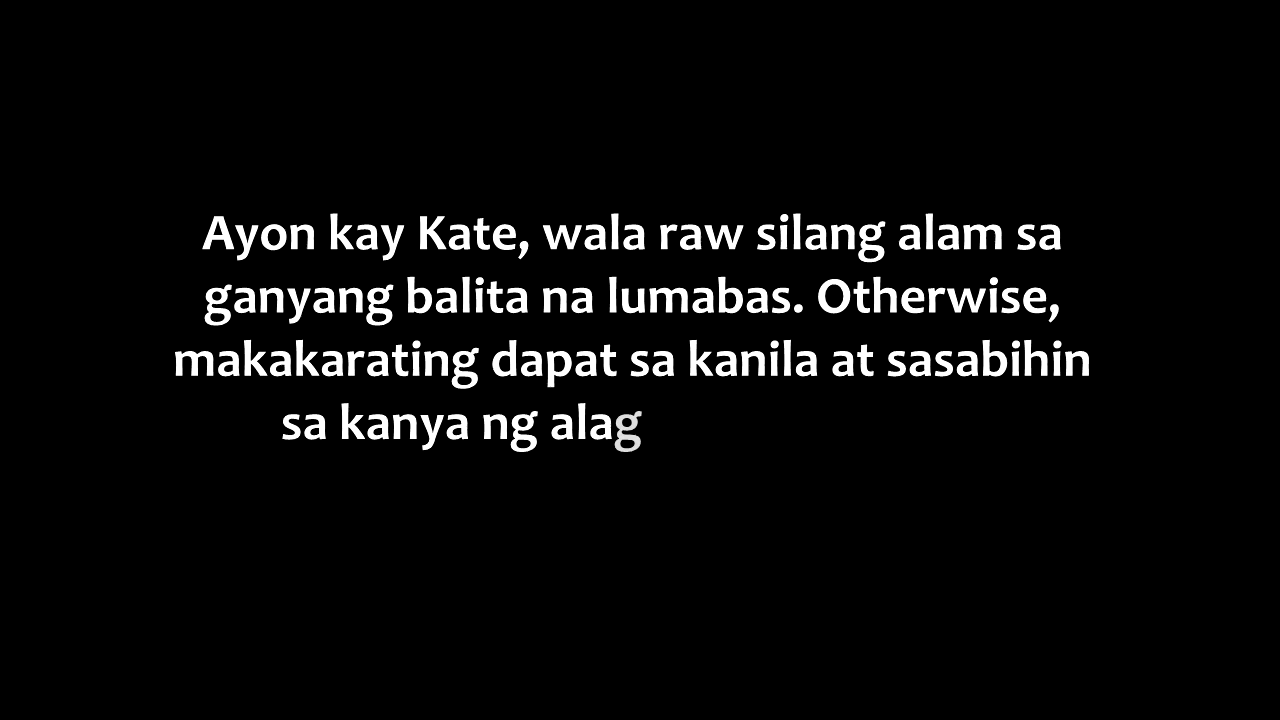 Ayon kay Kate, wala raw silang alam sa
ganyang balita na lumabas. Otherwise,
makakarating dapat sa kanila at sasabihin
sa kanya ng alag